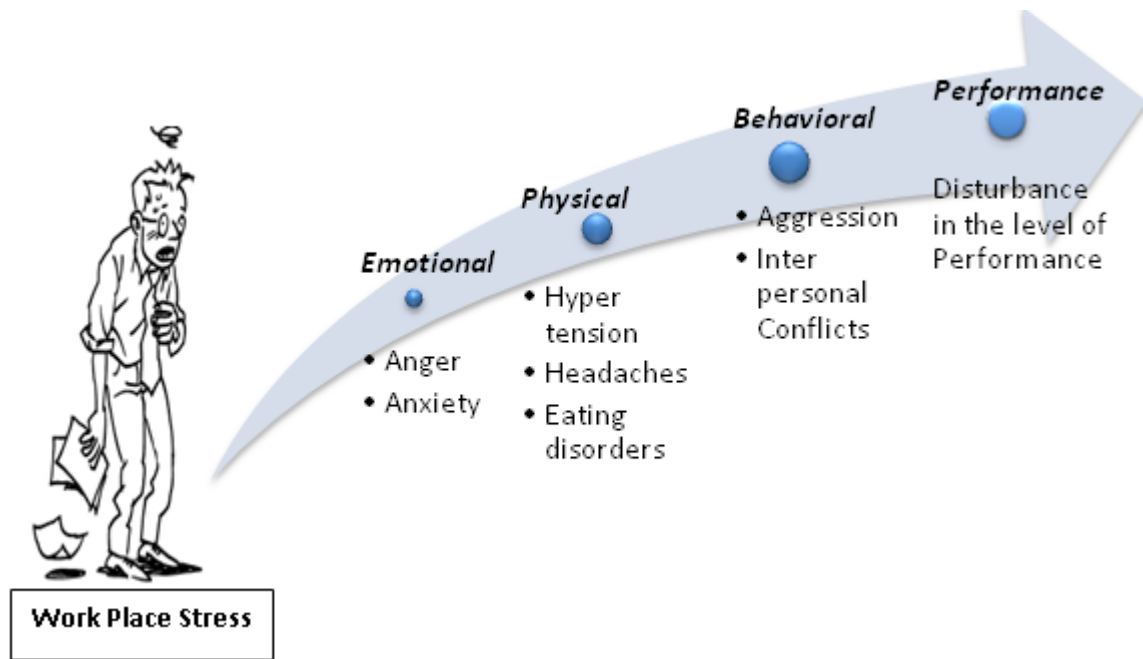 Emotional
• Anger
• Anxiety
Physical
• Hyper
tension
• Headaches
• Eating
disorders
Behavioral
• Aggression
• Inter
personal
Conflicts
Performance
Disturbance
in the level of
Performance
Work Place Stress